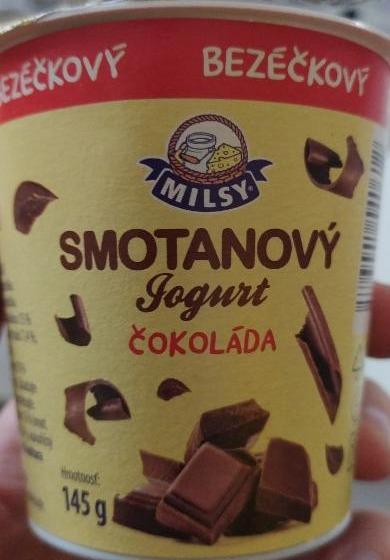 BEZÉČKOVÝ BEZÉČKOVÝ
MILSY®
SMOTANOVÝ
Jogurt
ČOKOLÁDA
Hmotnosť:
145 g